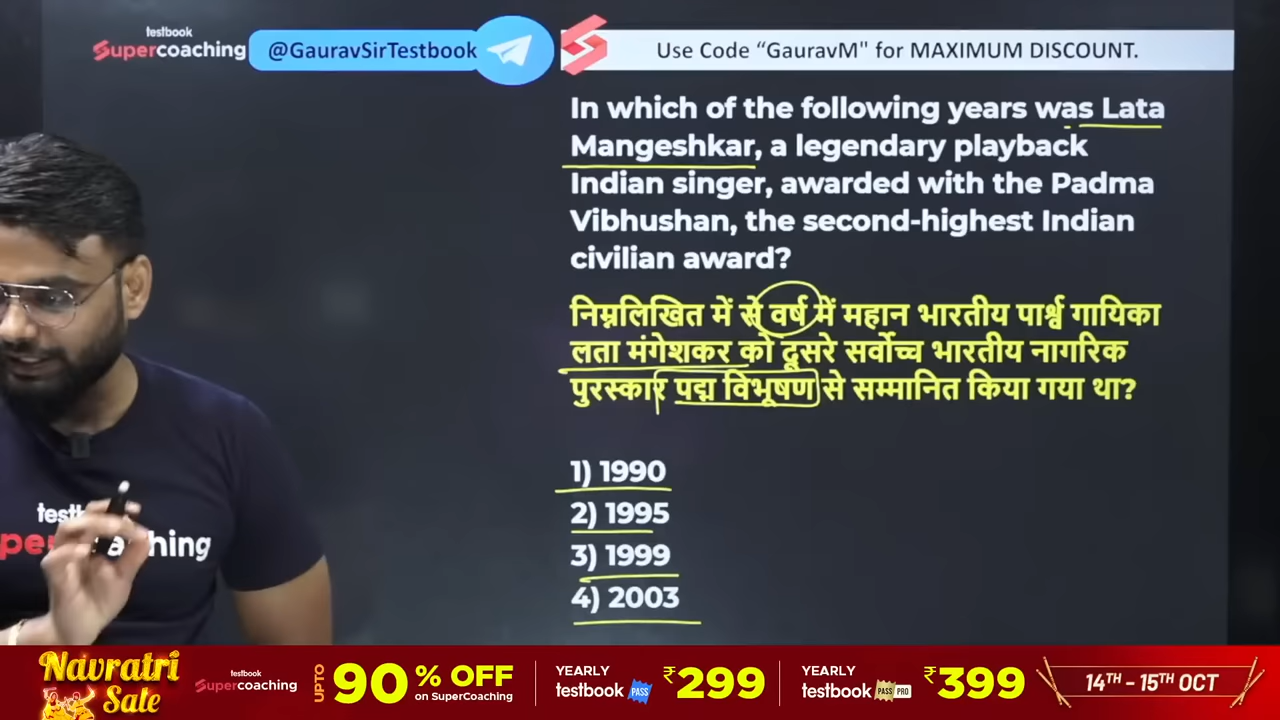 testbook
Supercoaching
@GauravSirTestbook
Use Code “GauravM" for MAXIMUM DISCOUNT.
In which of the following years was Lata
Mangeshkar, a legendary playback
Indian singer, awarded with the Padma
Vibhushan, the second-highest Indian
civilian award?
निम्नलिखित में से वर्ष में महान भारतीय पार्श्व गायिका
लता मंगेशकर को दूसरे सर्वोच्च भारतीय नागरिक
पुरस्कार पद्म विभूषण से सम्मानित किया गया था?
1) 1990
2) 1995
3) 1999
4) 2003
Navratri
Sale
testbook
Supercoaching
UPTO 90% OFF
on SuperCoaching
YEARLY
testbook PASS
₹299
YEARLY
testbook PASS PRO
₹399
14TH - 15TH OCT